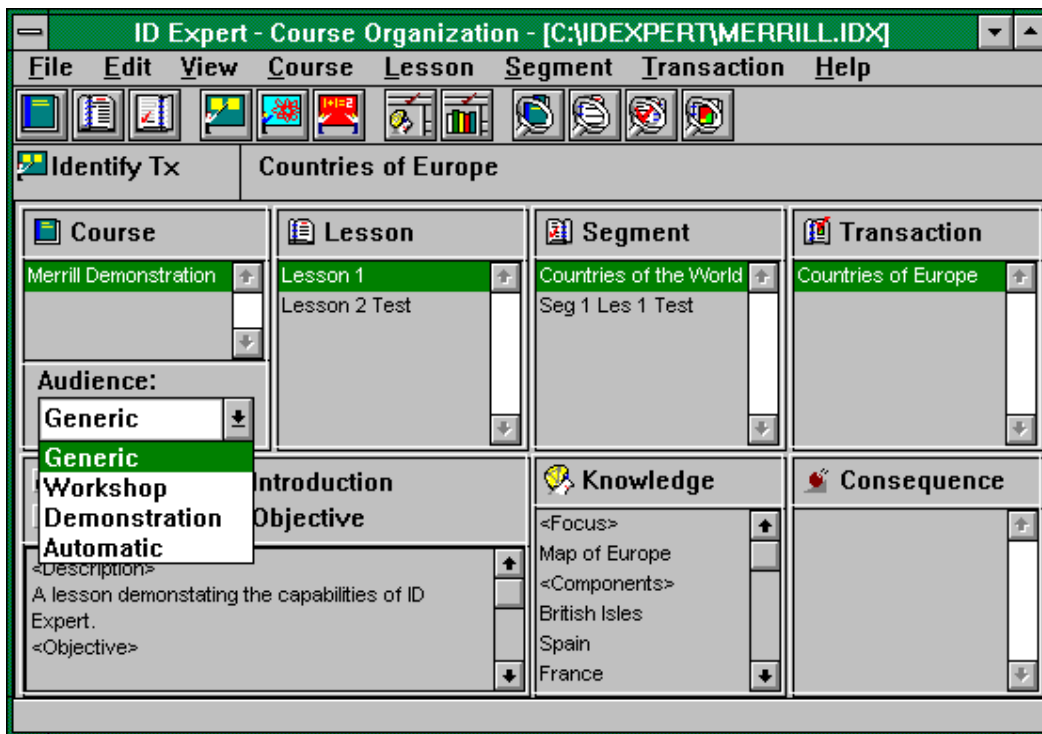 ID Expert - Course Organization - [C:\IDEXPERT\MERRILL.IDX]
File Edit View Course Lesson Segment Transaction Help
1+1=2
Identify Tx Countries of Europe
Course Lesson Segment Transaction
Merrill Demonstration Lesson 1 Countries of the World Countries of Europe
Lesson 2 Test Seg 1 Les 1 Test
Audience:
Generic
Generic
Workshop
Demonstration
Automatic
Introduction
Objective
Knowledge Consequence
<Description>
A lesson demonstating the capabilities of ID
Expert.
<Objective>
<Focus>
Map of Europe
<Components>
British Isles
Spain
France